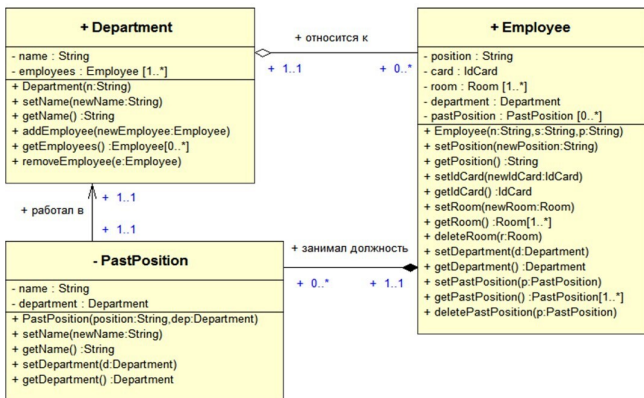 + Department
- name : String
- employees : Employee [1..*]
+ Department(n:String)
+ setName(newName:String)
+ getName() :String
+ addEmployee(newEmployee:Employee)
+ getEmployees() :Employee[0..*]
+ removeEmployee(e:Employee)
+ относится к
+ 1..1
+ 0..*
+ Employee
- position : String
- card : IdCard
- room : Room [1..*]
- department : Department
- pastPosition : PastPosition [0..*]
+ Employee(n:String,s:String,p:String)
+ setPosition(newPosition:String)
+ getPosition() :String
+ setIdCard(newIdCard:IdCard)
+ getIdCard() :IdCard
+ setRoom(newRoom:Room)
+ getRoom() :Room[1..*]
+ deleteRoom(r:Room)
+ setDepartment(d:Department)
+ getDepartment() :Department
+ setPastPosition(p:PastPosition)
+ getPastPosition() :PastPosition[1..*]
+ deletePastPosition(p:PastPosition)
+ 1..1
+ работал в
+ 1..1
+ занимал должность
+ 0..*
+ 1..1
- PastPosition
- name : String
- department : Department
+ PastPosition(position:String,dep:Department)
+ setName(newName:String)
+ getName() :String
+ setDepartment(d:Department)
+ getDepartment() :Department